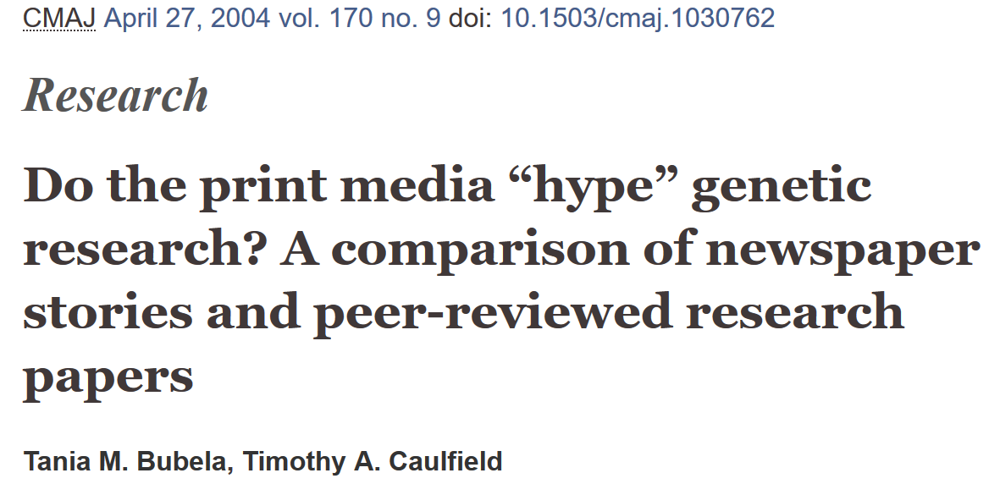 CMAJ April 27, 2004 vol. 170 no. 9 doi: 10.1503/cmaj.1030762
Research
Do the print media “hype” genetic
research? A comparison of newspaper
stories and peer-reviewed research
papers
Tania M. Bubela, Timothy A. Caulfield